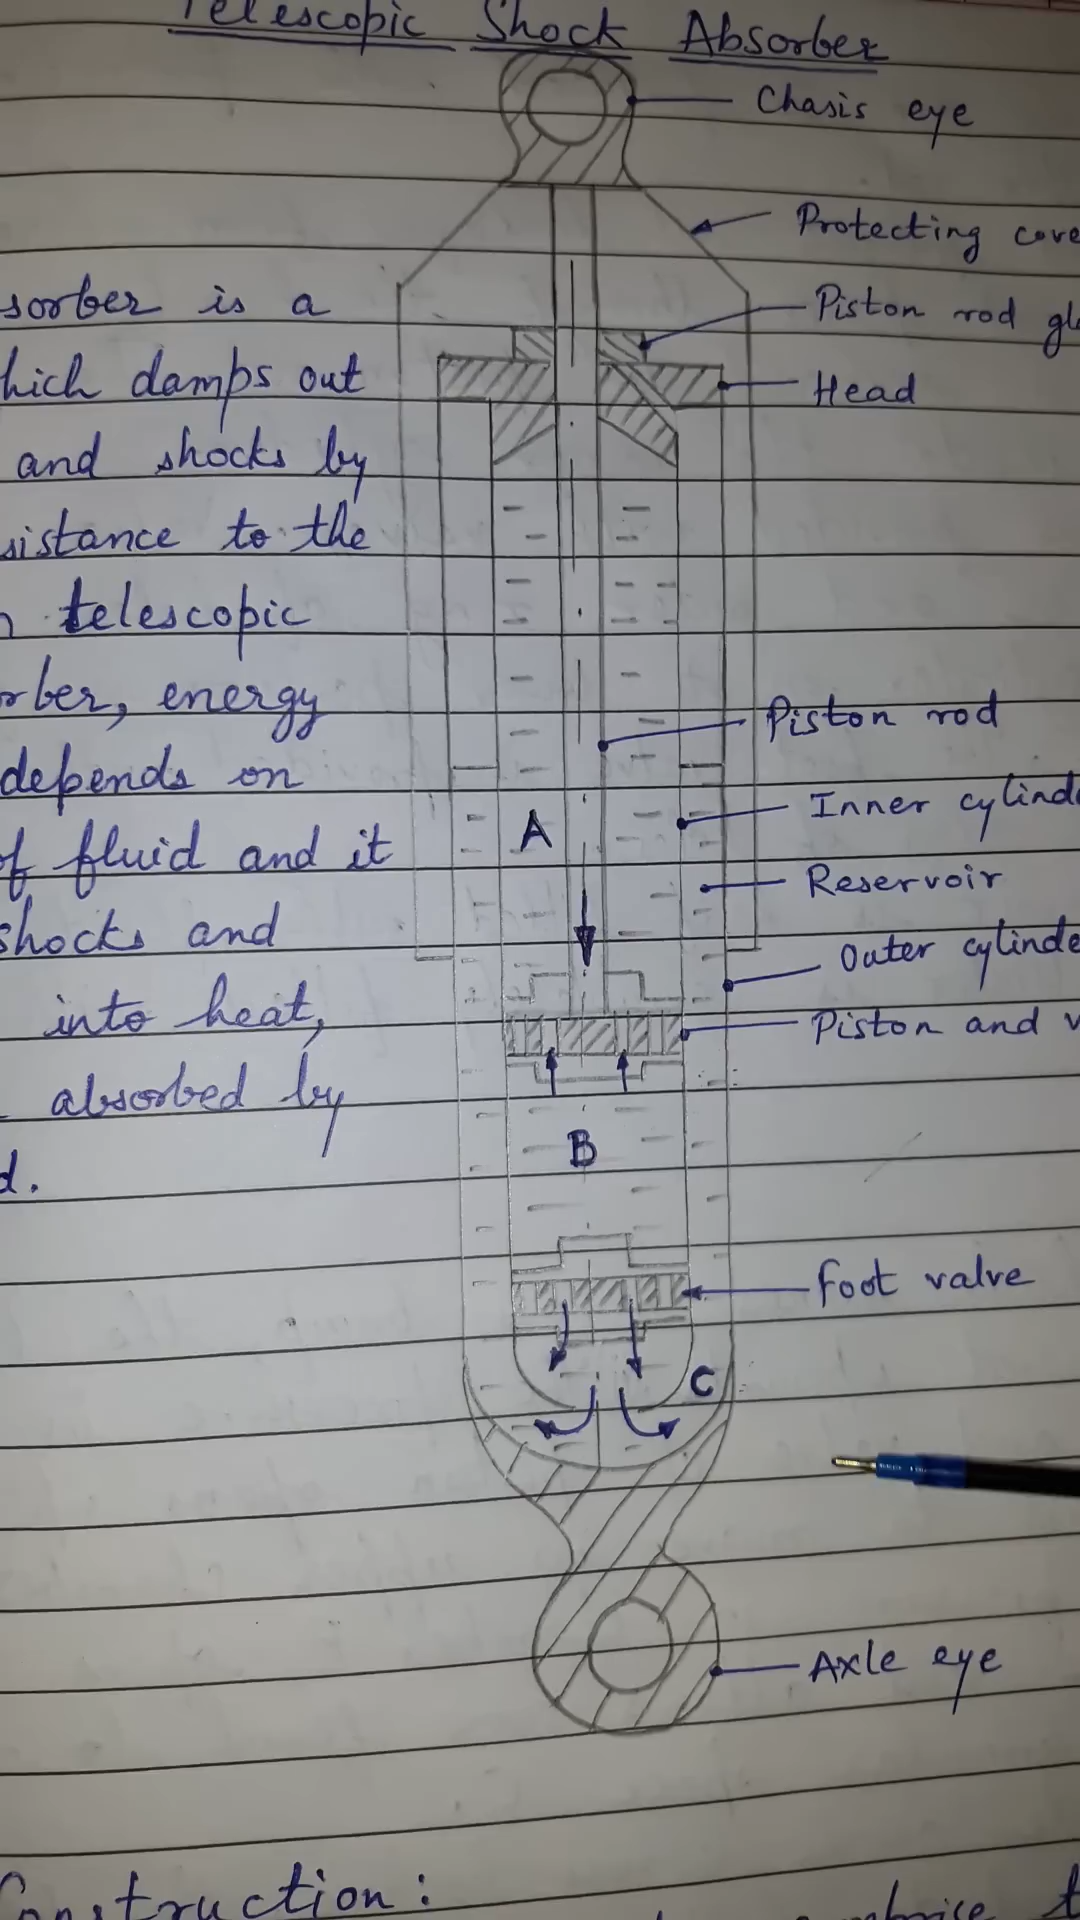 Telescopic Shock Absorber
Chasis eye
Protecting cove
sorber is a
Piston rod gl
hich damps out
Head
and shocks by
sistance to the
telescopic
rber, energy
Piston rod
depends on
Inner cylinde
A
of fluid and it
Reservoir
shocks and
Outer cylinde
into heat,
Piston and v
absorbed by
B
d.
foot valve
C
Axle eye
Construction: